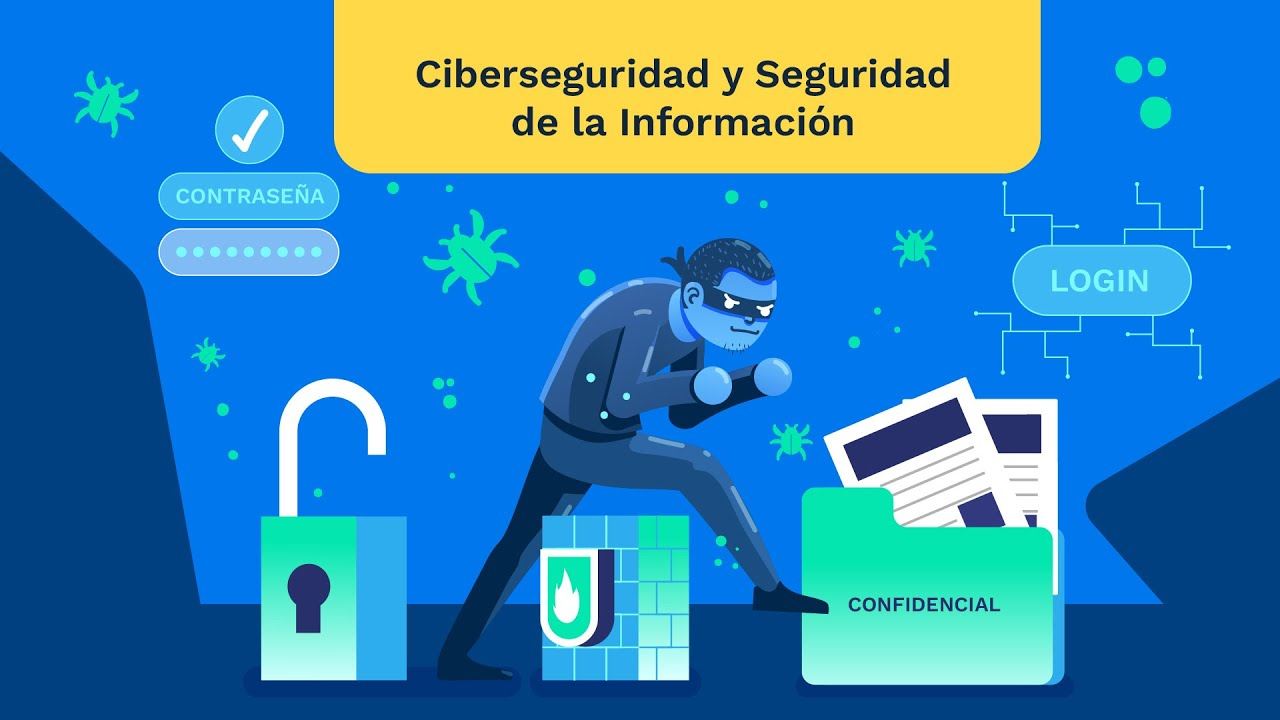 Ciberseguridad y Seguridad
de la Información
CONTRASEÑA
LOGIN
CONFIDENCIAL